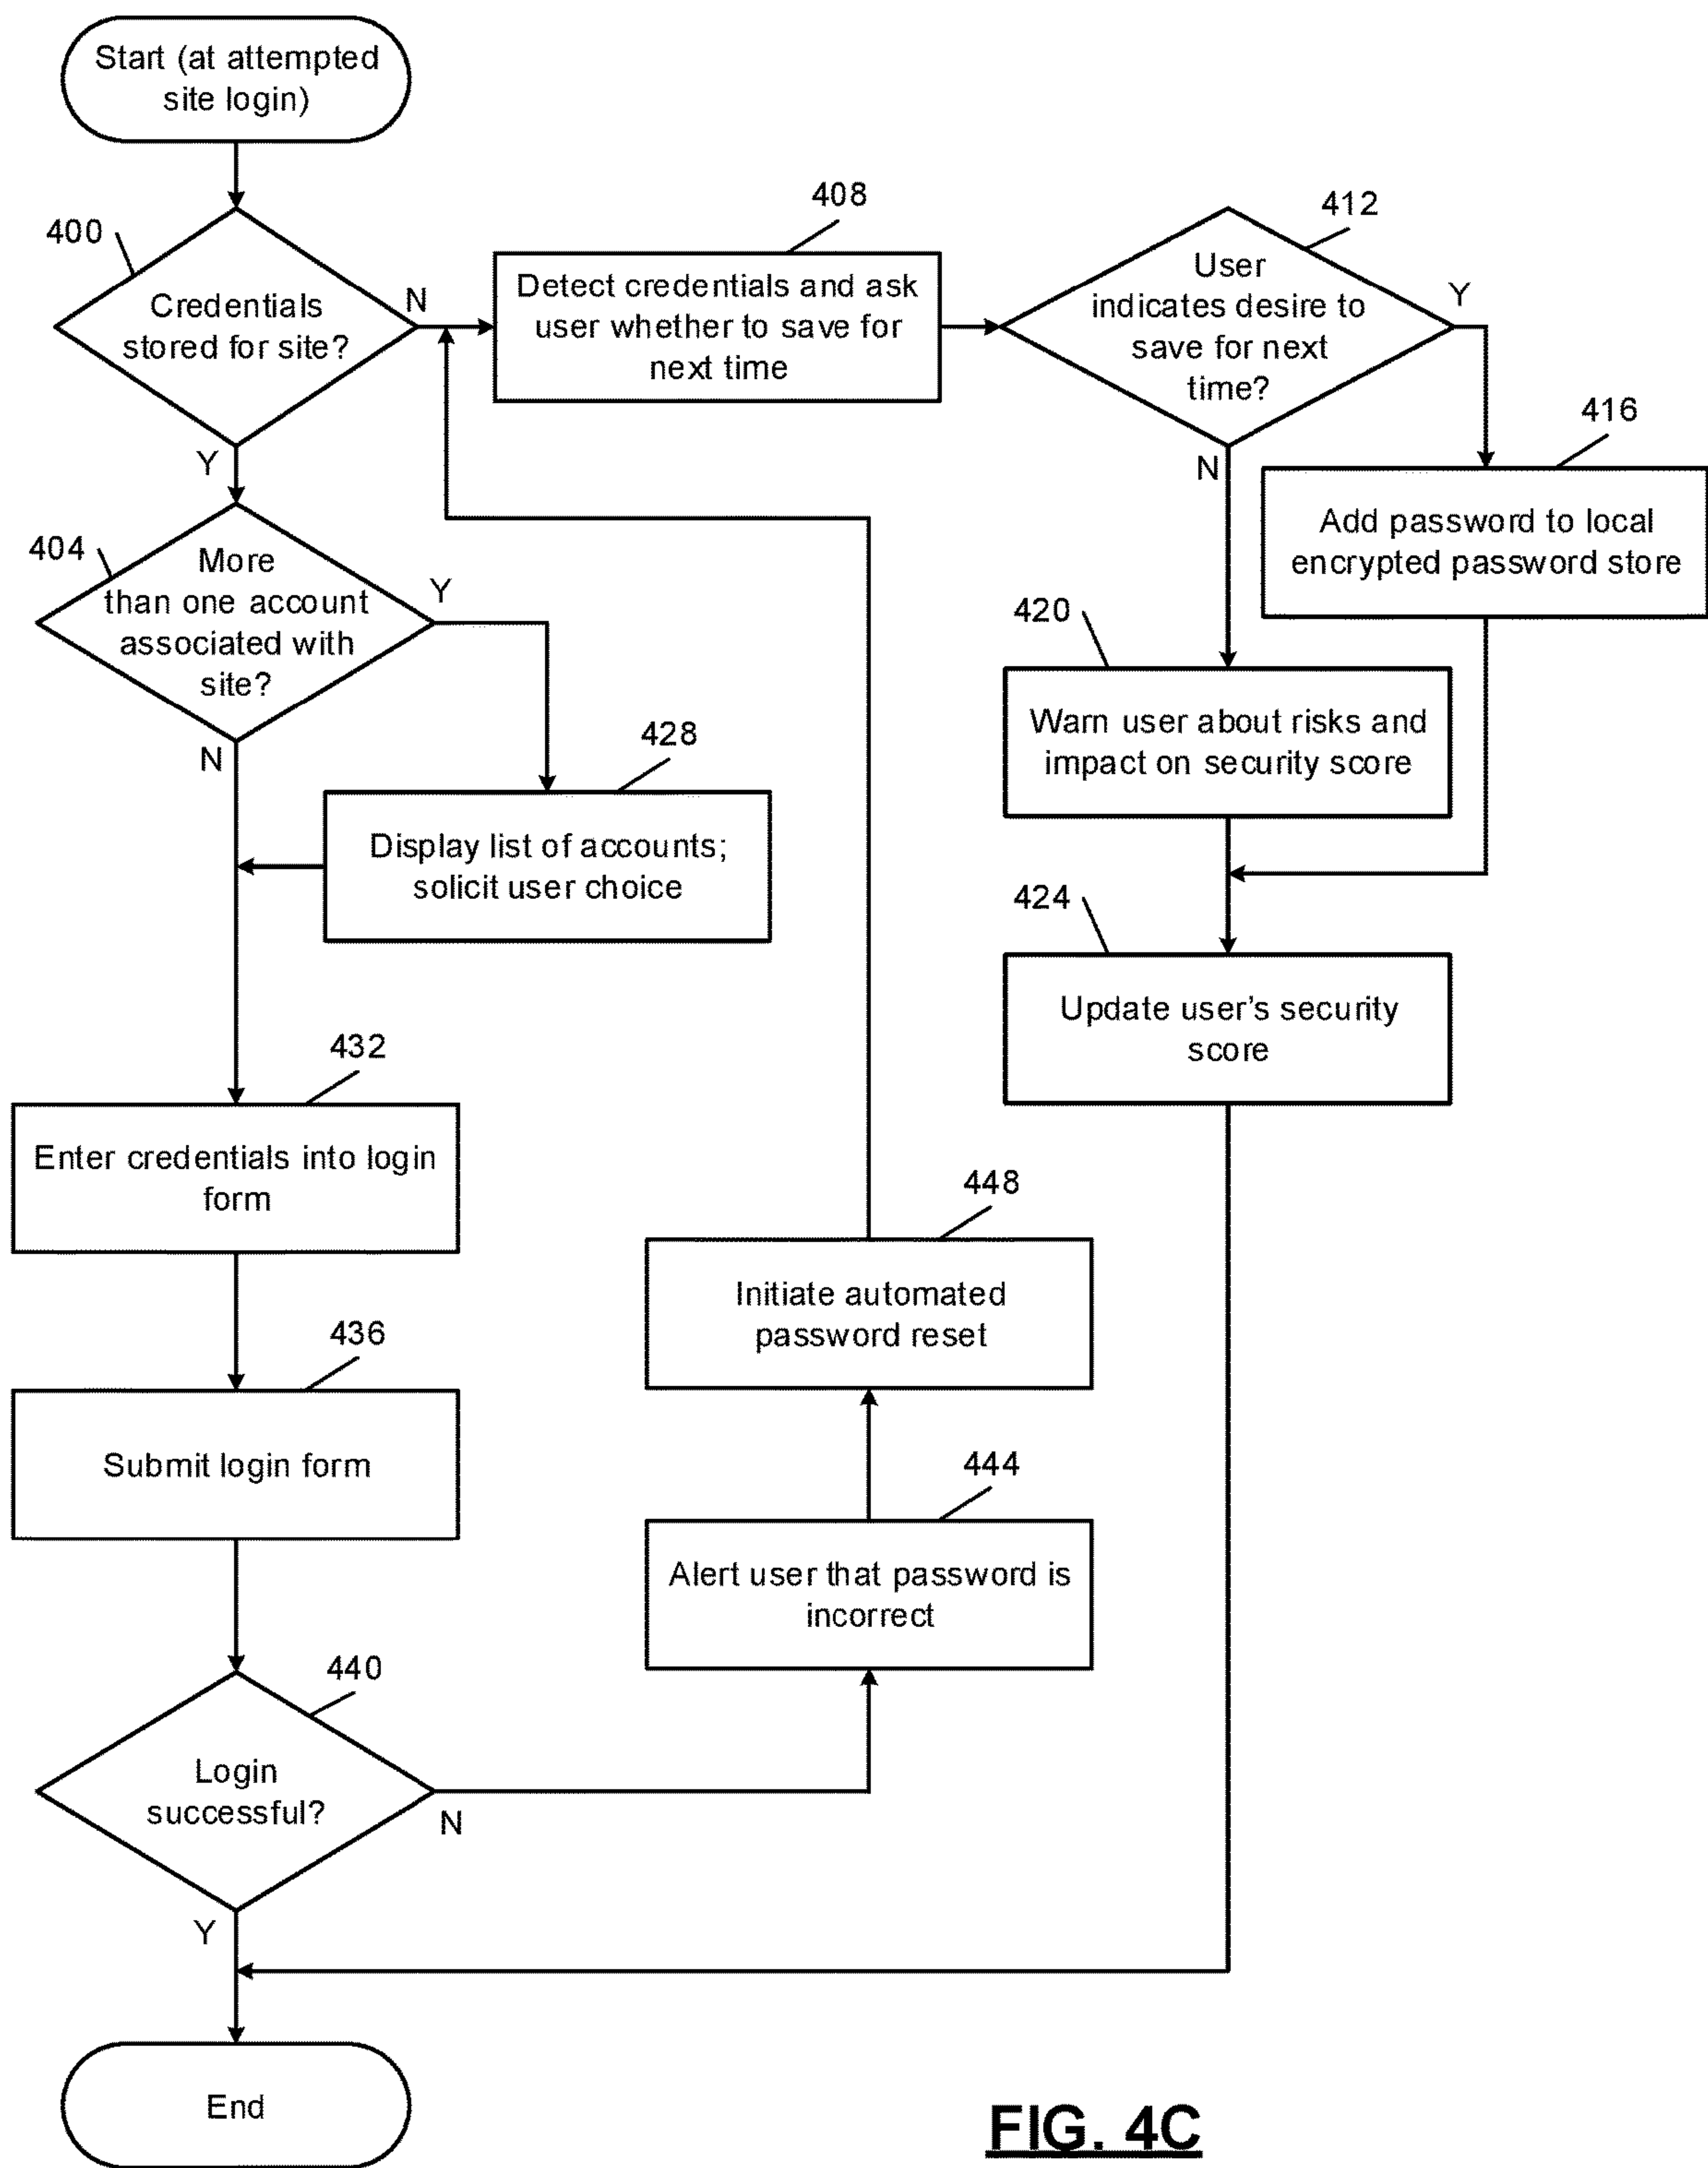 Start (at attempted
site login)
400
Credentials
stored for site?
N
Y
408
Detect credentials and ask
user whether to save for
next time
412
User
indicates desire to
save for next
time?
Y
N
416
Add password to local
encrypted password store
404
More
than one account
associated with
site?
Y
N
420
Warn user about risks and
impact on security score
428
Display list of accounts;
solicit user choice
424
Update user's security
score
432
Enter credentials into login
form
448
Initiate automated
password reset
436
Submit login form
444
Alert user that password is
incorrect
440
Login
successful?
N
Y
End
FIG. 4C